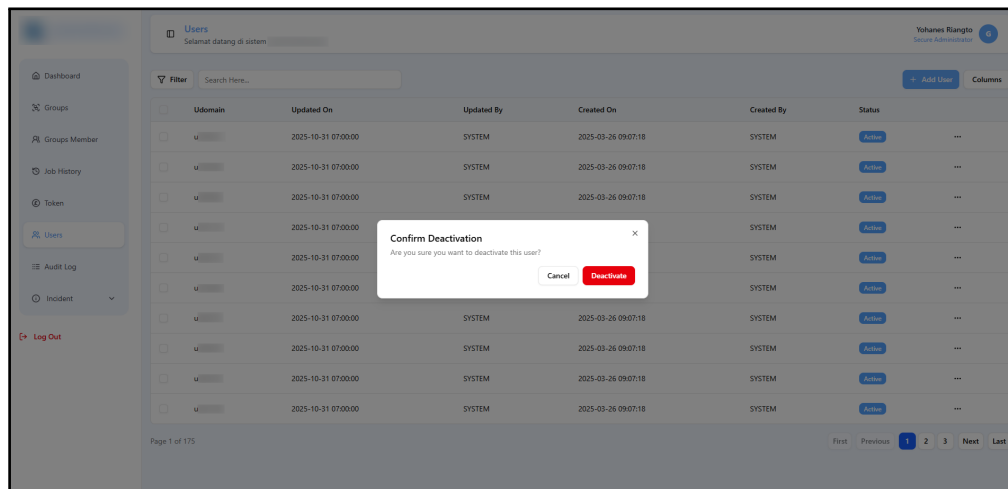 Users
Selamat datang di sistem
Yohanes Riangto
Secure Administrator
G
Dashboard
Groups
Groups Member
Job History
Token
Users
Audit Log
Incident
Log Out
Filter
Search Here...
+ Add User
Columns
Udomain Updated On Updated By Created On Created By Status
u 2025-10-31 07:00:00 SYSTEM 2025-03-26 09:07:18 SYSTEM Active ...
u 2025-10-31 07:00:00 SYSTEM 2025-03-26 09:07:18 SYSTEM Active ...
u 2025-10-31 07:00:00 SYSTEM 2025-03-26 09:07:18 SYSTEM Active ...
u 2025-10-31 07:00:00 SYSTEM Active ...
u 2025-10-31 07:00:00 SYSTEM Active ...
u 2025-10-31 07:00:00 SYSTEM Active ...
u 2025-10-31 07:00:00 SYSTEM 2025-03-26 09:07:18 SYSTEM Active ...
u 2025-10-31 07:00:00 SYSTEM 2025-03-26 09:07:18 SYSTEM Active ...
u 2025-10-31 07:00:00 SYSTEM 2025-03-26 09:07:18 SYSTEM Active ...
u 2025-10-31 07:00:00 SYSTEM 2025-03-26 09:07:18 SYSTEM Active ...
Confirm Deactivation
Are you sure you want to deactivate this user?
Cancel Deactivate
Page 1 of 175
First Previous 1 2 3 Next Last